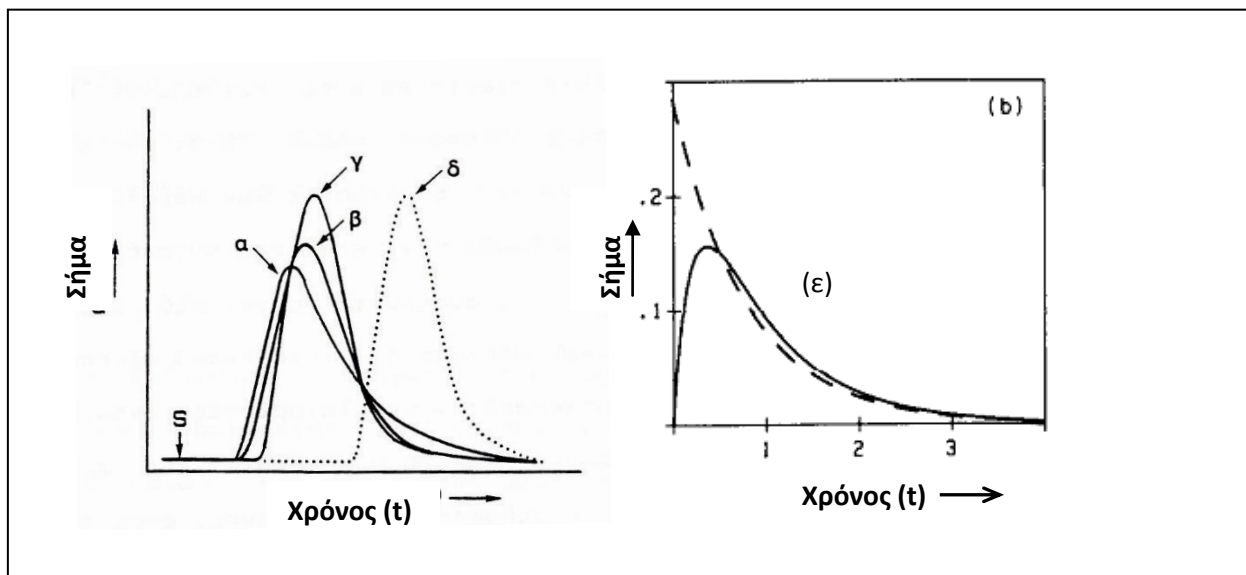 γ
δ
β
α
Σήμα
S
Χρόνος (t)
(b)
.2
Σήμα
(ε)
.1
1 2 3
Χρόνος (t)